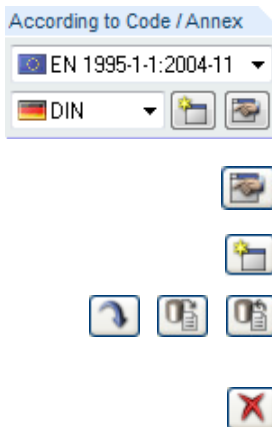 According to Code / Annex
EN 1995-1-1:2004-11
DIN